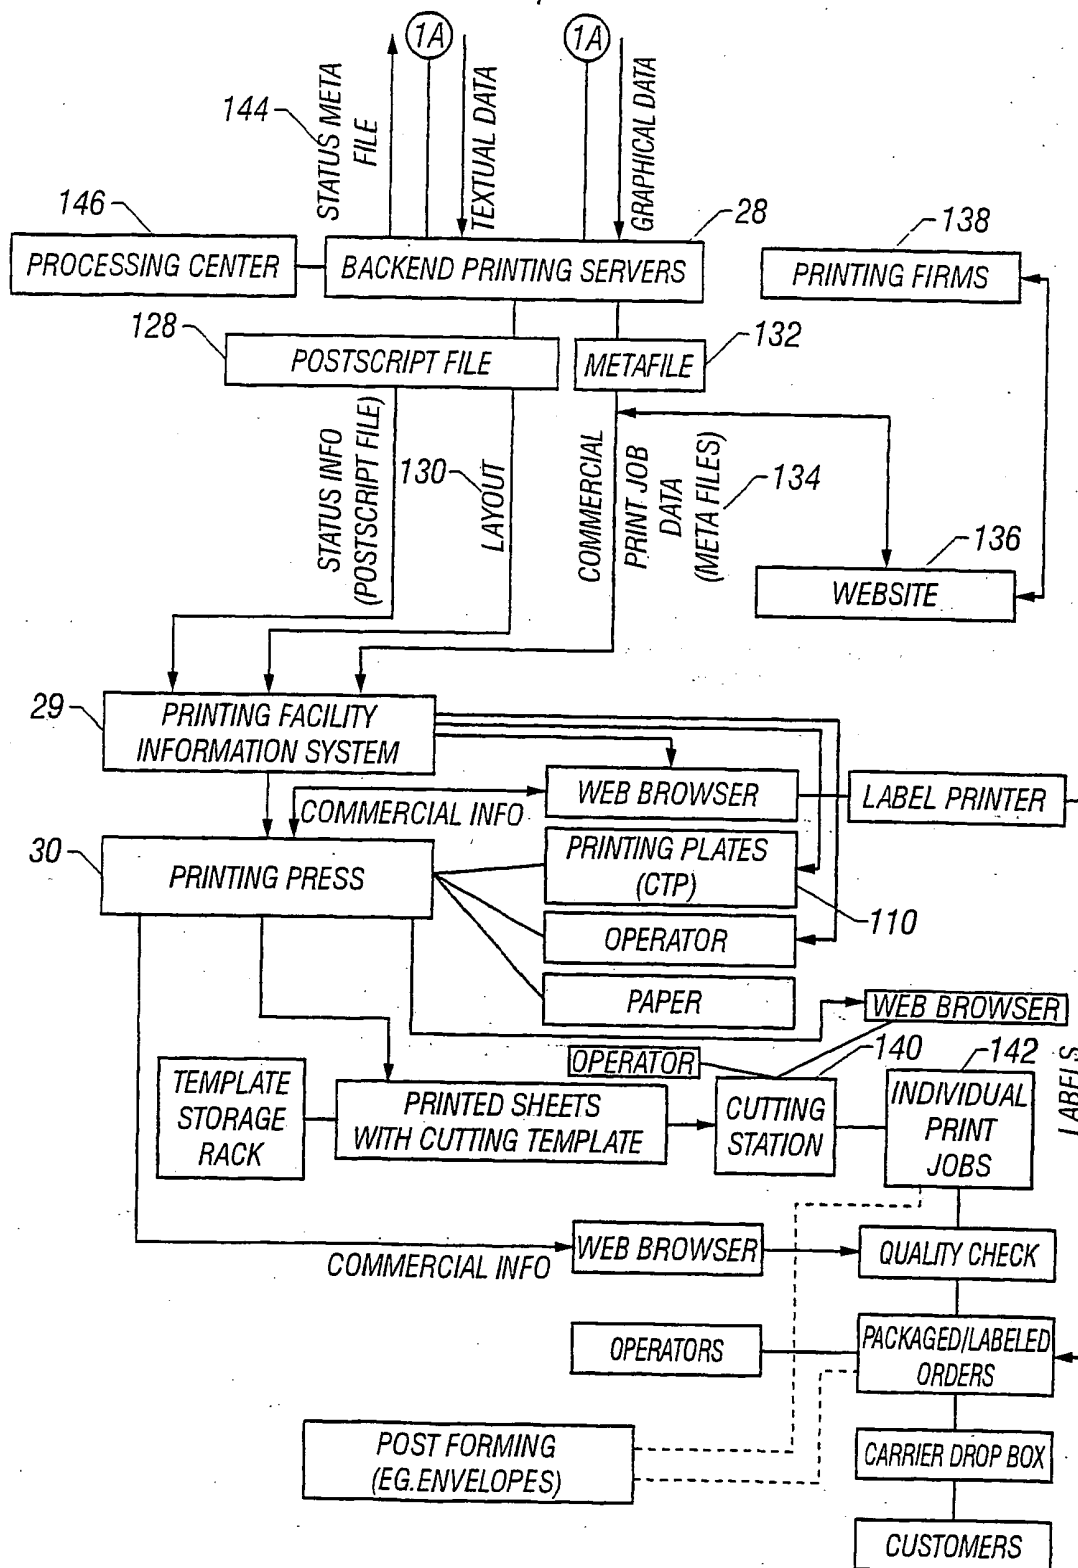 1A
1A
144
STATUS META
FILE
TEXTUAL DATA
GRAPHICAL DATA
146
28
138
PROCESSING CENTER
BACKEND PRINTING SERVERS
PRINTING FIRMS
128
132
POSTSCRIPT FILE
METAFILE
STATUS INFO
(POSTSCRIPT FILE)
130
LAYOUT
COMMERCIAL
PRINT JOB
DATA
(META FILES)
134
136
WEBSITE
29
PRINTING FACILITY
INFORMATION SYSTEM
COMMERCIAL INFO
WEB BROWSER
LABEL PRINTER
30
PRINTING PRESS
PRINTING PLATES
(CTP)
110
OPERATOR
PAPER
WEB BROWSER
OPERATOR
140
142
LABELS
TEMPLATE
STORAGE
RACK
PRINTED SHEETS
WITH CUTTING TEMPLATE
CUTTING
STATION
INDIVIDUAL
PRINT
JOBS
COMMERCIAL INFO
WEB BROWSER
QUALITY CHECK
OPERATORS
PACKAGED/LABELED
ORDERS
POST FORMING
(EG.ENVELOPES)
CARRIER DROP BOX
CUSTOMERS